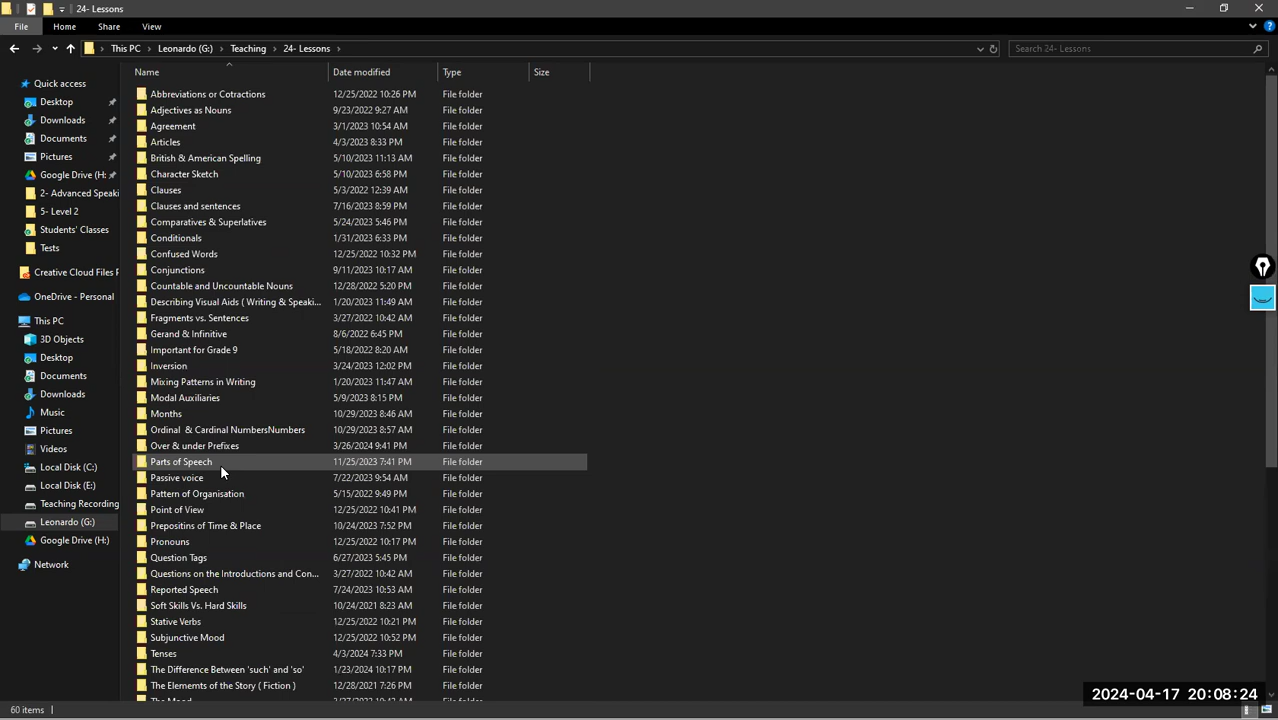 24- Lessons
File Home Share View
This PC Leonardo (G:) Teaching 24- Lessons Search 24- Lessons
Name Date modified Type Size
Quick access
Desktop
Downloads
Documents
Pictures
Google Drive (H:
2- Advanced Speaki
5- Level 2
Students' Classes
Tests
Creative Cloud Files P
OneDrive - Personal
This PC
3D Objects
Desktop
Documents
Downloads
Music
Pictures
Videos
Local Disk (C:)
Local Disk (E:)
Teaching Recording
Leonardo (G:)
Google Drive (H:)
Network
Abbreviations or Cotractions 12/25/2022 10:26 PM File folder
Adjectives as Nouns 9/23/2022 9:27 AM File folder
Agreement 3/1/2023 10:54 AM File folder
Articles 4/3/2023 8:33 PM File folder
British & American Spelling 5/10/2023 11:13 AM File folder
Character Sketch 5/10/2023 6:58 PM File folder
Clauses 5/3/2022 12:39 AM File folder
Clauses and sentences 7/16/2023 8:59 PM File folder
Comparatives & Superlatives 5/24/2023 5:46 PM File folder
Conditionals 1/31/2023 6:33 PM File folder
Confused Words 12/25/2022 10:32 PM File folder
Conjunctions 9/11/2023 10:17 AM File folder
Countable and Uncountable Nouns 12/28/2022 5:20 PM File folder
Describing Visual Aids ( Writing & Speaki... 1/20/2023 11:49 AM File folder
Fragments vs. Sentences 3/27/2022 10:42 AM File folder
Gerand & Infinitive 8/6/2022 6:45 PM File folder
Important for Grade 9 5/18/2022 8:20 AM File folder
Inversion 3/24/2023 12:02 PM File folder
Mixing Patterns in Writing 1/20/2023 11:47 AM File folder
Modal Auxiliaries 5/9/2023 8:15 PM File folder
Months 10/29/2023 8:46 AM File folder
Ordinal & Cardinal NumbersNumbers 10/29/2023 8:57 AM File folder
Over & under Prefixes 3/26/2024 9:41 PM File folder
Parts of Speech 11/25/2023 7:41 PM File folder
Passive voice 7/22/2023 9:54 AM File folder
Pattern of Organisation 5/15/2022 9:49 PM File folder
Point of View 12/25/2022 10:41 PM File folder
Prepositins of Time & Place 10/24/2023 7:52 PM File folder
Pronouns 12/25/2022 10:17 PM File folder
Question Tags 6/27/2023 5:45 PM File folder
Questions on the Introductions and Con... 3/27/2022 10:42 AM File folder
Reported Speech 7/24/2023 10:53 AM File folder
Soft Skills Vs. Hard Skills 10/24/2021 8:23 AM File folder
Stative Verbs 12/25/2022 10:21 PM File folder
Subjunctive Mood 12/25/2022 10:52 PM File folder
Tenses 4/3/2024 7:33 PM File folder
The Difference Between 'such' and 'so' 1/23/2024 10:17 PM File folder
The Elememts of the Story ( Fiction ) 12/28/2021 7:26 PM File folder
60 items
2024-04-17 20:08:24